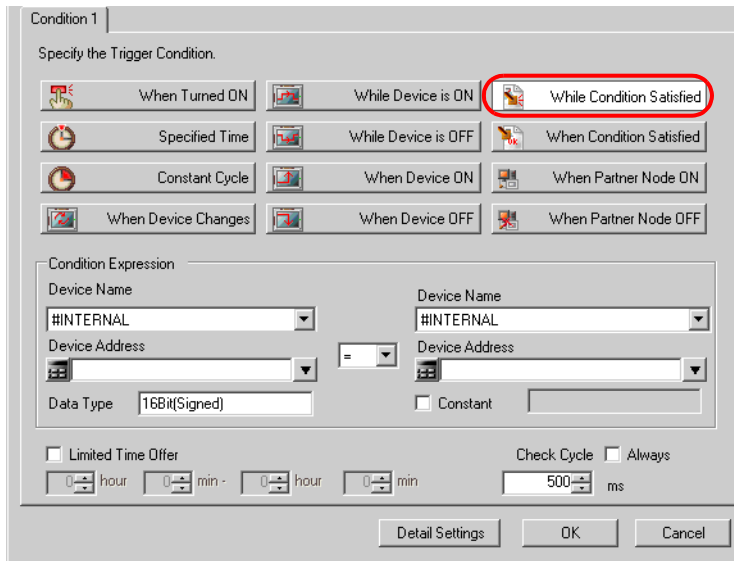 Condition 1
Specify the Trigger Condition.
When Turned ON While Device is ON While Condition Satisfied
Specified Time While Device is OFF When Condition Satisfied
Constant Cycle When Device ON When Partner Node ON
When Device Changes When Device OFF When Partner Node OFF
Condition Expression
Device Name Device Name
#INTERNAL #INTERNAL
Device Address = Device Address
Data Type 16Bit(Signed) Constant
Limited Time Offer Check Cycle Always
0 hour 0 min - 0 hour 0 min 500 ms
Detail Settings OK Cancel